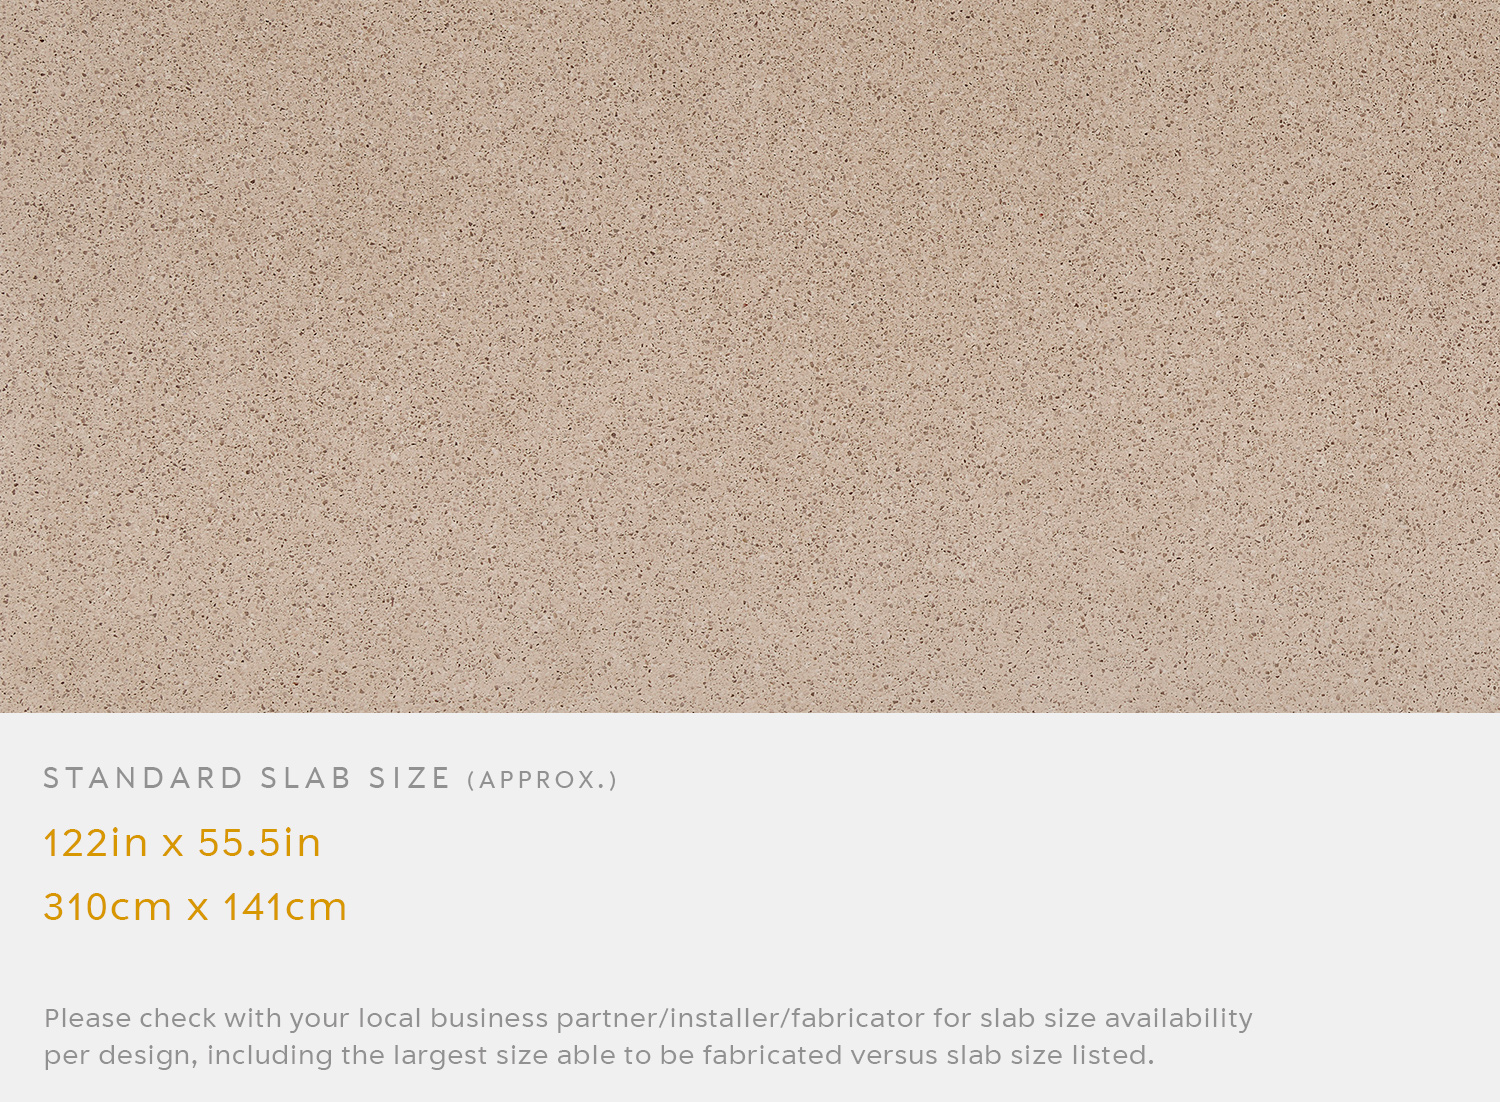 STANDARD SLAB SIZE (APPROX.)
122in x 55.5in
310cm x 141cm
Please check with your local business partner/installer/fabricator for slab size availability
per design, including the largest size able to be fabricated versus slab size listed.